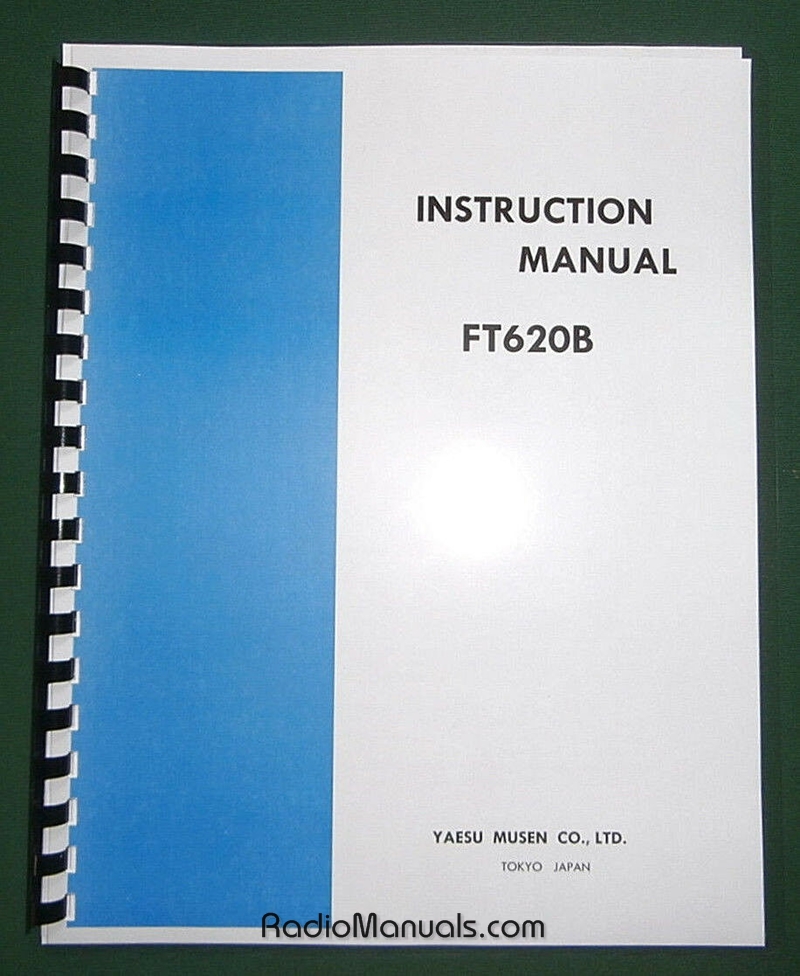 INSTRUCTION
MANUAL
FT620B
YAESU MUSEN CO., LTD.
TOKYO JAPAN
RadioManuals.com